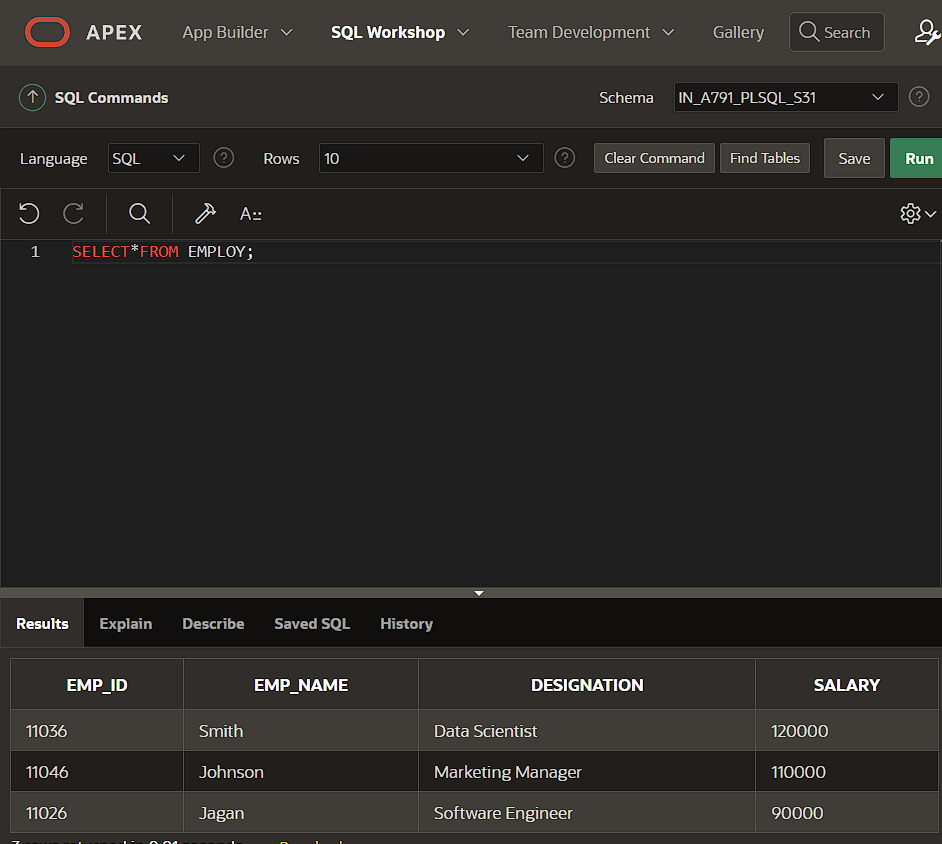 APEX App Builder SQL Workshop Team Development Gallery Search
SQL Commands Schema IN_A791_PLSQL_S31 ?
Language SQL ? Rows 10 ? Clear Command Find Tables Save Run
A::
1 SELECT*FROM EMPLOY;
Results Explain Describe Saved SQL History
EMP_ID EMP_NAME DESIGNATION SALARY
11036 Smith Data Scientist 120000
11046 Johnson Marketing Manager 110000
11026 Jagan Software Engineer 90000